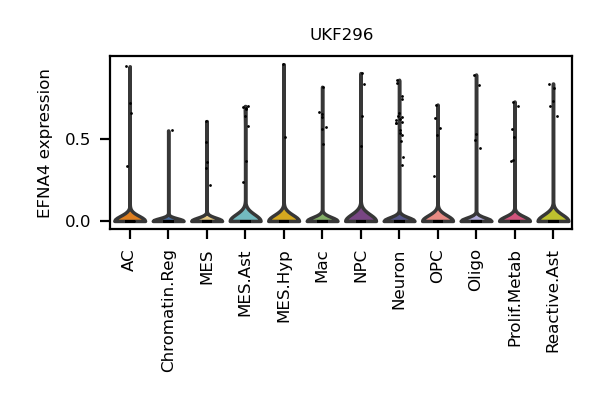 UKF296
EFNA4 expression
0.5
0.0
AC
Chromatin.Reg
MES
MES.Ast
MES.Hyp
Mac
NPC
Neuron
OPC
Oligo
Prolif.Metab
Reactive.Ast